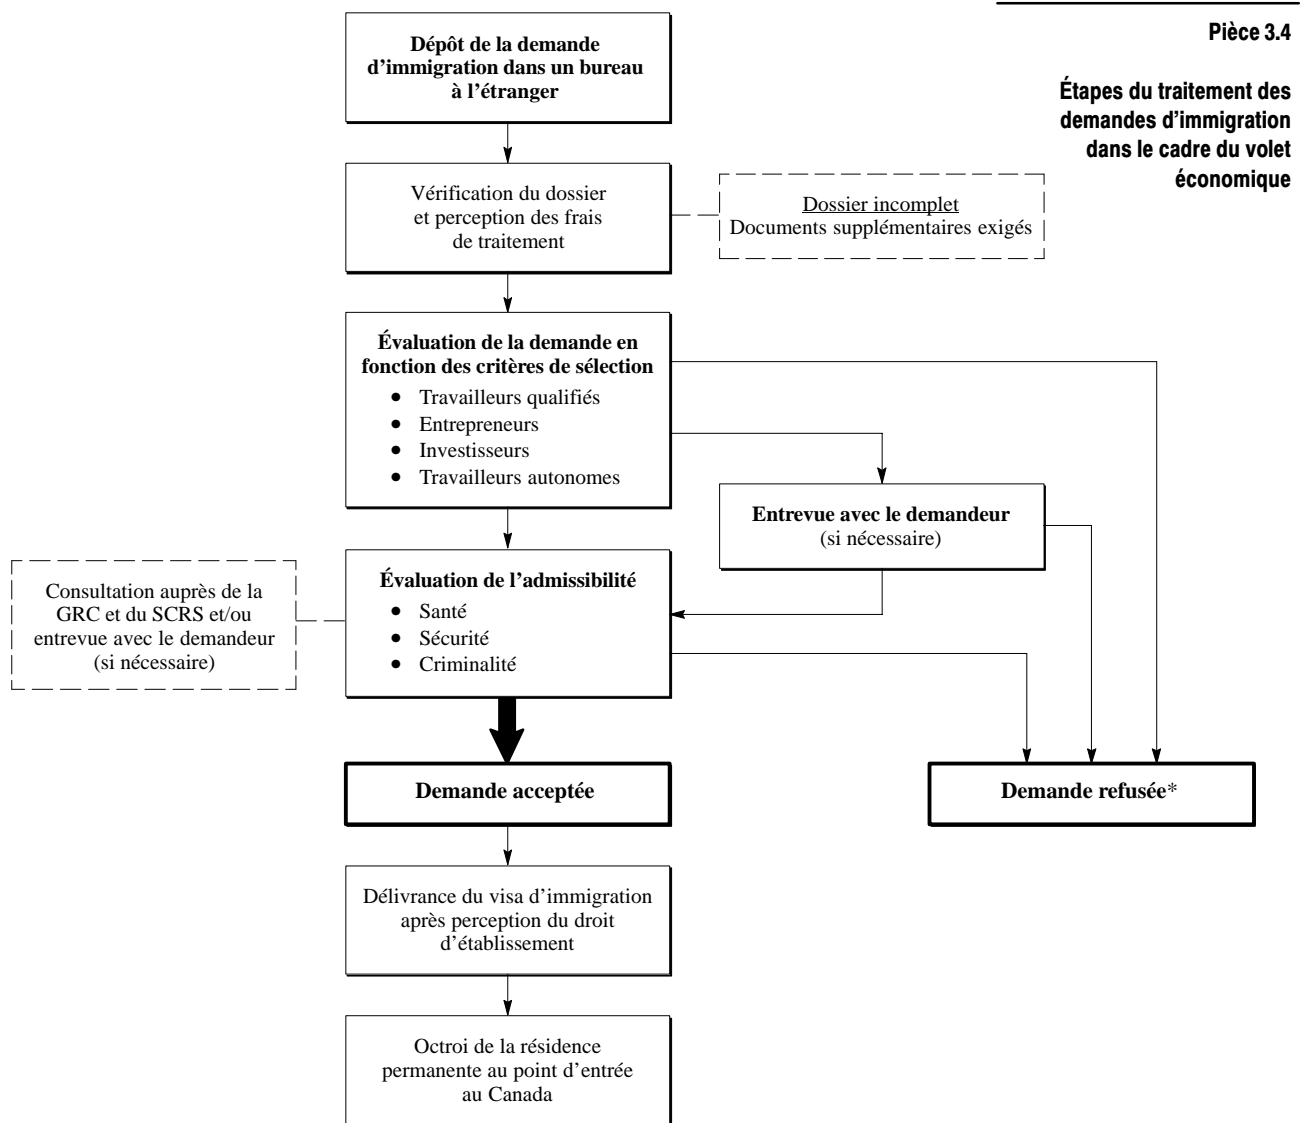 Pièce 3.4
Étapes du traitement des
demandes d’immigration
dans le cadre du volet
économique
Dépôt de la demande
d’immigration dans un bureau
à l’étranger
Vérification du dossier
et perception des frais
de traitement
Dossier incomplet
Documents supplémentaires exigés
Évaluation de la demande en
fonction des critères de sélection
• Travailleurs qualifiés
• Entrepreneurs
• Investisseurs
• Travailleurs autonomes
Entrevue avec le demandeur
(si nécessaire)
Consultation auprès de la
GRC et du SCRS et/ou
entrevue avec le demandeur
(si nécessaire)
Évaluation de l’admissibilité
• Santé
• Sécurité
• Criminalité
Demande acceptée
Demande refusée*
Délivrance du visa d’immigration
après perception du droit
d’établissement
Octroi de la résidence
permanente au point d’entrée
au Canada